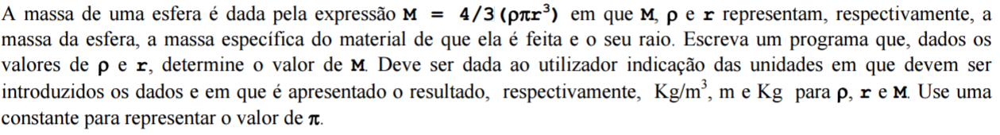 A massa de uma esfera é dada pela expressão M = 4/3(ρπr³) em que M, ρ e r representam, respectivamente, a
massa da esfera, a massa específica do material de que ela é feita e o seu raio. Escreva um programa que, dados os
valores de ρ e r, determine o valor de M. Deve ser dada ao utilizador indicação das unidades em que devem ser
introduzidos os dados e em que é apresentado o resultado, respectivamente, Kg/m³, m e Kg para ρ, r e M. Use uma
constante para representar o valor de π.